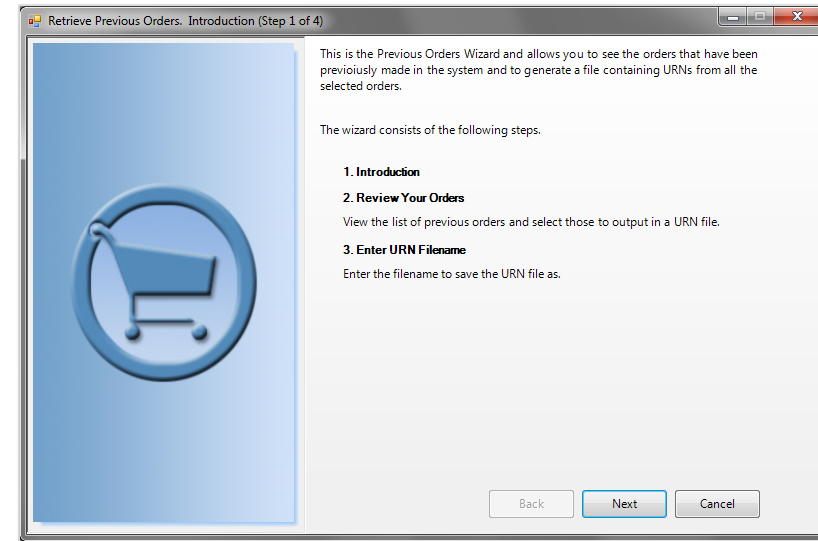 Retrieve Previous Orders.  Introduction (Step 1 of 4)
This is the Previous Orders Wizard and allows you to see the orders that have been
previoiusly made in the system and to generate a file containing URNs from all the
selected orders.
The wizard consists of the following steps.
1. Introduction
2. Review Your Orders
View the list of previous orders and select those to output in a URN file.
3. Enter URN Filename
Enter the filename to save the URN file as.
Back Next Cancel